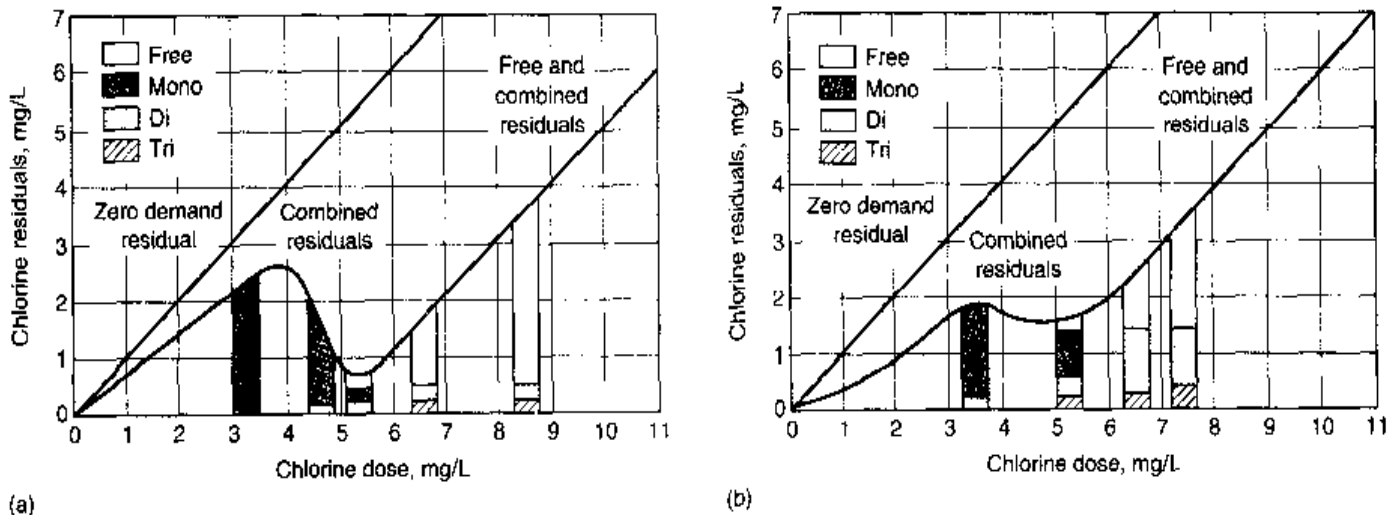 7
6
5
4
3
2
1
0
Chlorine residuals, mg/L
Free
Mono
Di
Tri
Free and
combined
residuals
Zero demand
residual
Combined
residuals
0 1 2 3 4 5 6 7 8 9 10 11
Chlorine dose, mg/L
(a)
7
6
5
4
3
2
1
0
Chlorine residuals, mg/L
Free
Mono
Di
Tri
Free and
combined
residuals
Zero demand
residual
Combined
residuals
0 1 2 3 4 5 6 7 8 9 10 11
Chlorine dose, mg/L
(b)